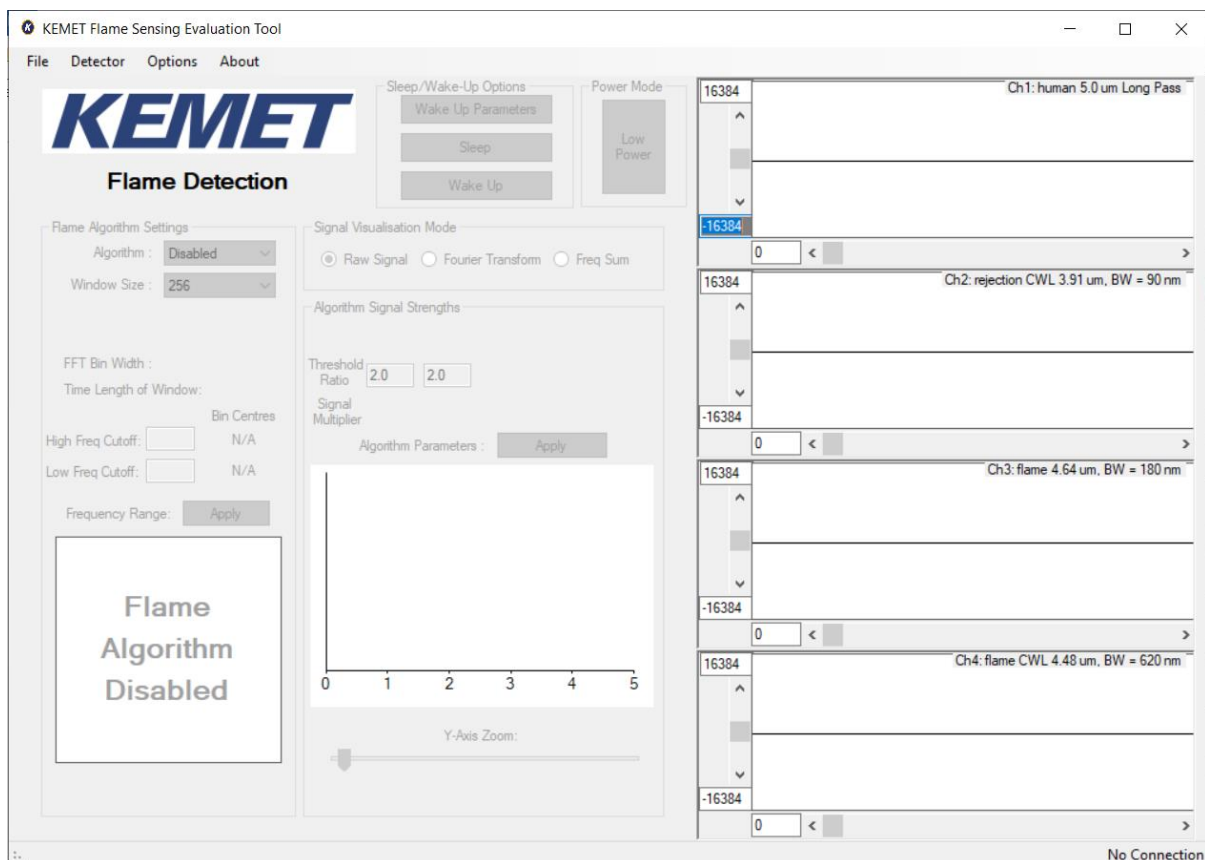 KEMET Flame Sensing Evaluation Tool
File Detector Options About
KEMET
Flame Detection
Sleep/Wake-Up Options
Wake Up Parameters
Sleep
Wake Up
Power Mode
Low
Power
Flame Algorithm Settings
Algorithm : Disabled
Window Size : 256
FFT Bin Width :
Time Length of Window:
Bin Centres
High Freq Cutoff: N/A
Low Freq Cutoff: N/A
Frequency Range: Apply
Flame
Algorithm
Disabled
Signal Visualisation Mode
Raw Signal Fourier Transform Freq Sum
Algorithm Signal Strengths
Threshold
Ratio 2.0 2.0
Signal
Multiplier
Algorithm Parameters : Apply
0 1 2 3 4 5
Y-Axis Zoom:
16384 Ch1: human 5.0 um Long Pass
-16384
0
16384 Ch2: rejection CWL 3.91 um, BW = 90 nm
-16384
0
16384 Ch3: flame 4.64 um, BW = 180 nm
-16384
0
16384 Ch4: flame CWL 4.48 um, BW = 620 nm
-16384
0
No Connection